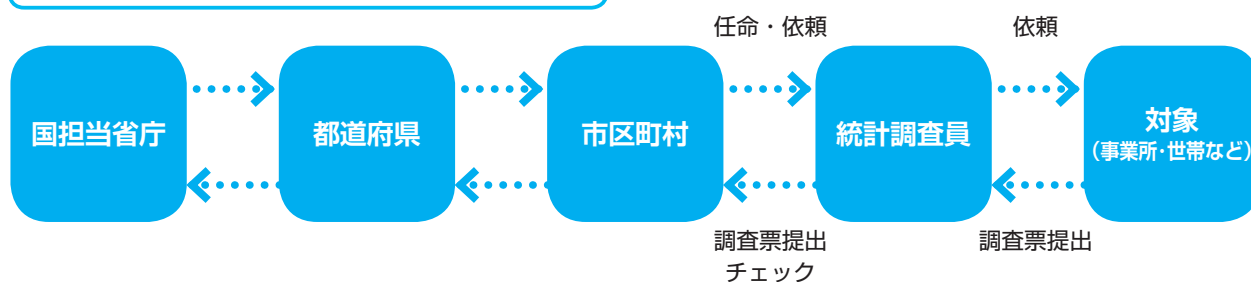 任命・依頼
依頼
国担当省庁
都道府県
市区町村
統計調査員
対象
（事業所・世帯など）
調査票提出
チェック
調査票提出